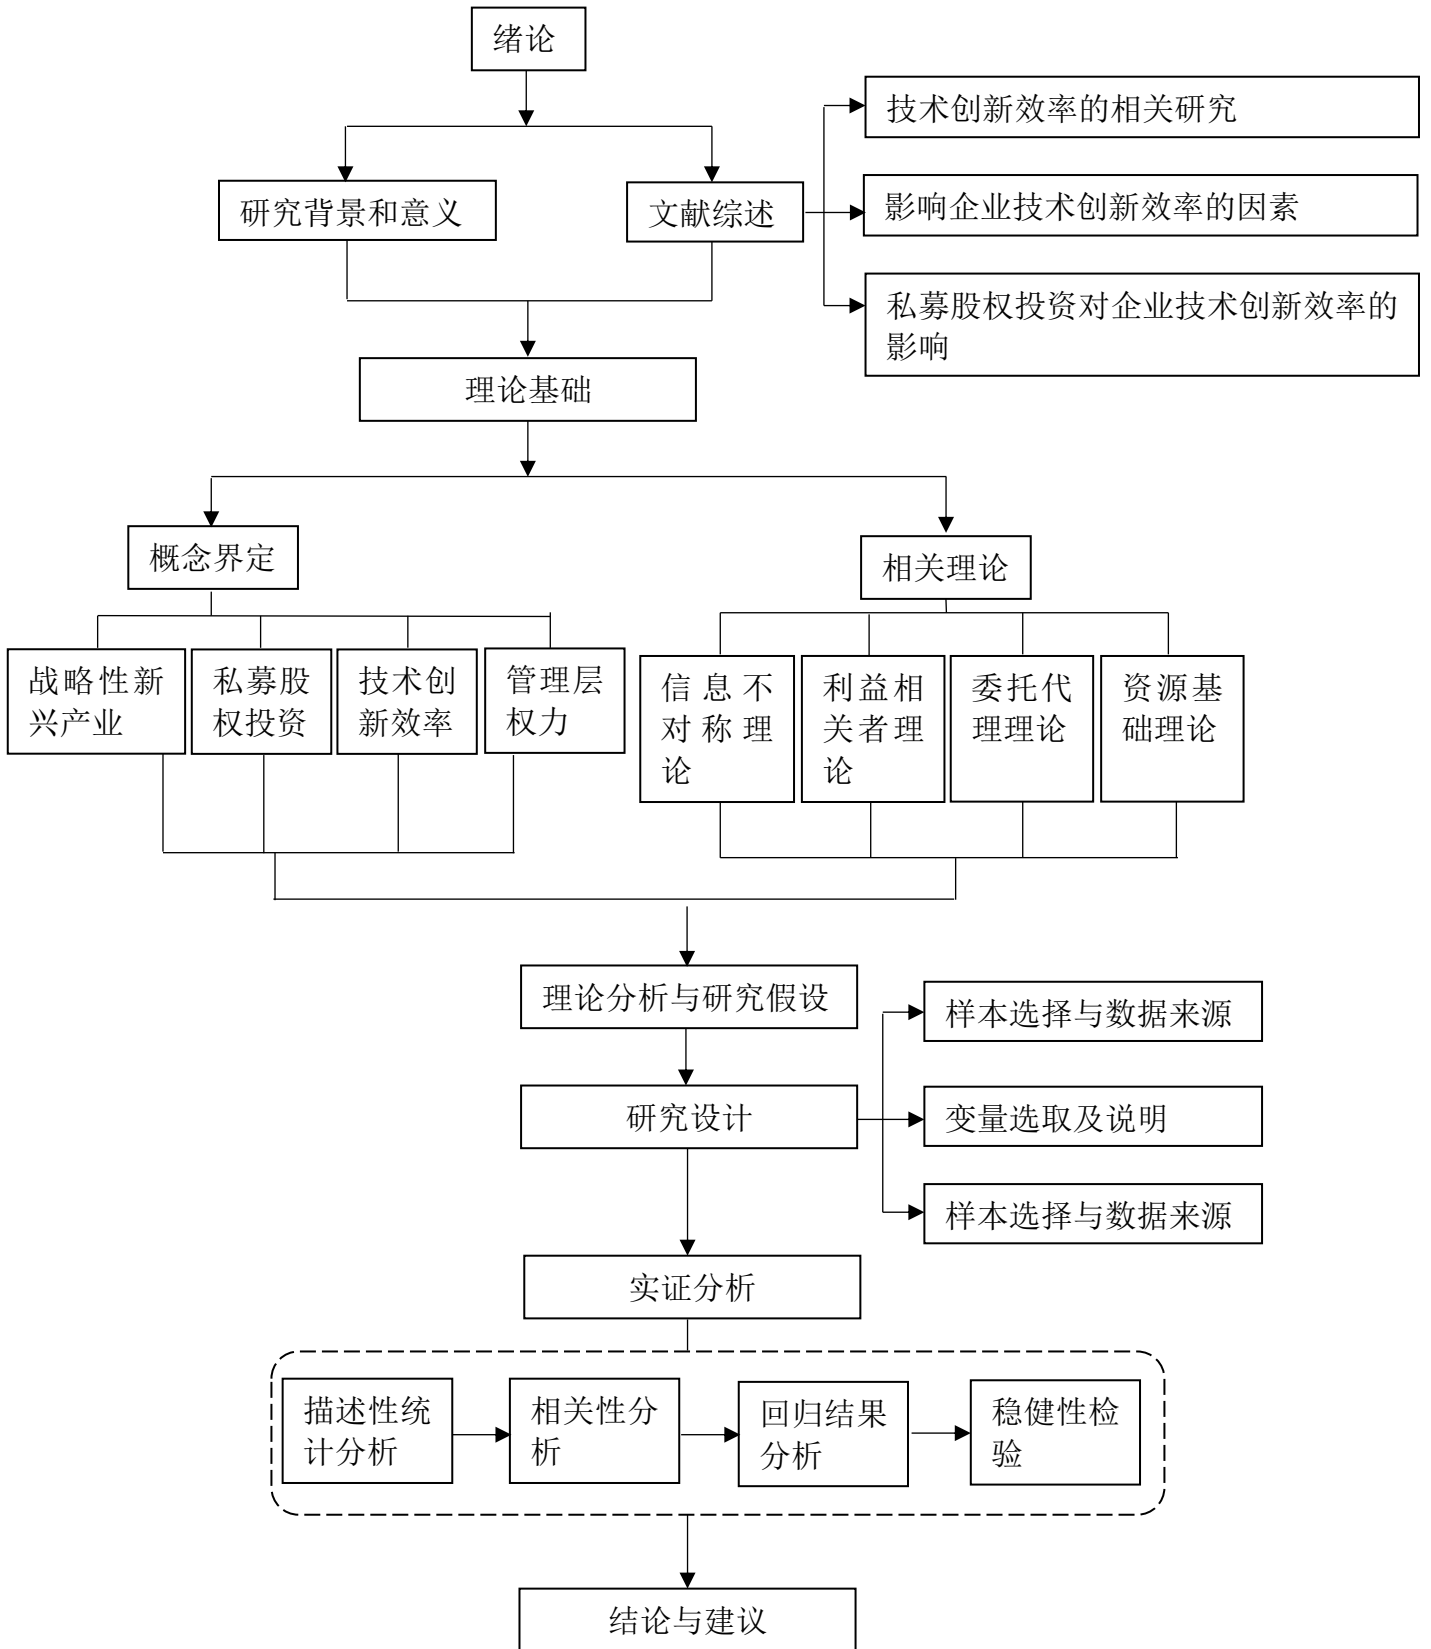 绪论
技术创新效率的相关研究
研究背景和意义
文献综述
影响企业技术创新效率的因素
私募股权投资对企业技术创新效率的
影响
理论基础
概念界定
相关理论
战略性新
兴产业
私募股
权投资
技术创
新效率
管理层
权力
信息不
对称理
论
利益相
关者理
论
委托代
理理论
资源基
础理论
理论分析与研究假设
样本选择与数据来源
研究设计
变量选取及说明
样本选择与数据来源
实证分析
描述性统
计分析
相关性分
析
回归结果
分析
稳健性检
验
结论与建议